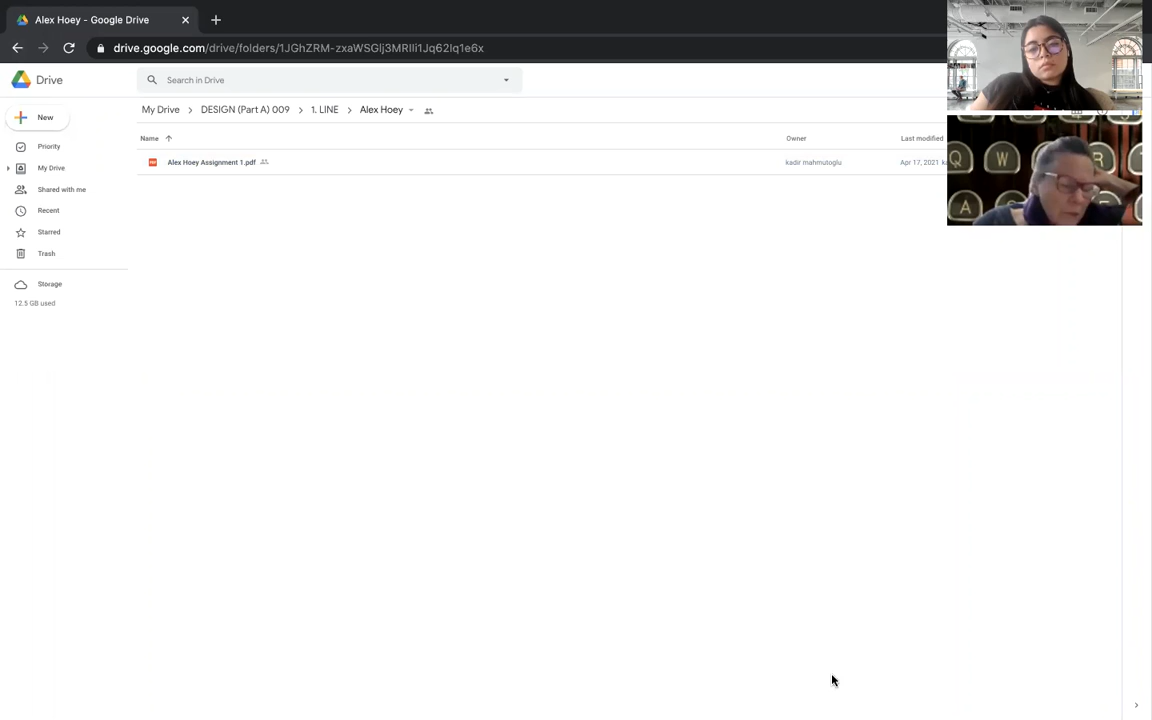 Alex Hoey - Google Drive
drive.google.com/drive/folders/1JGhZRM-zxaWSGlj3MRIli1Jq62Iq1e6x
Drive
Search in Drive
New
My Drive DESIGN (Part A) 009 1. LINE Alex Hoey
Name Owner Last modified
Priority
Alex Hoey Assignment 1.pdf kadir mahmutoglu Apr 17, 2021
My Drive
Shared with me
Recent
Starred
Trash
Storage
12.5 GB used
Q W R T
A S